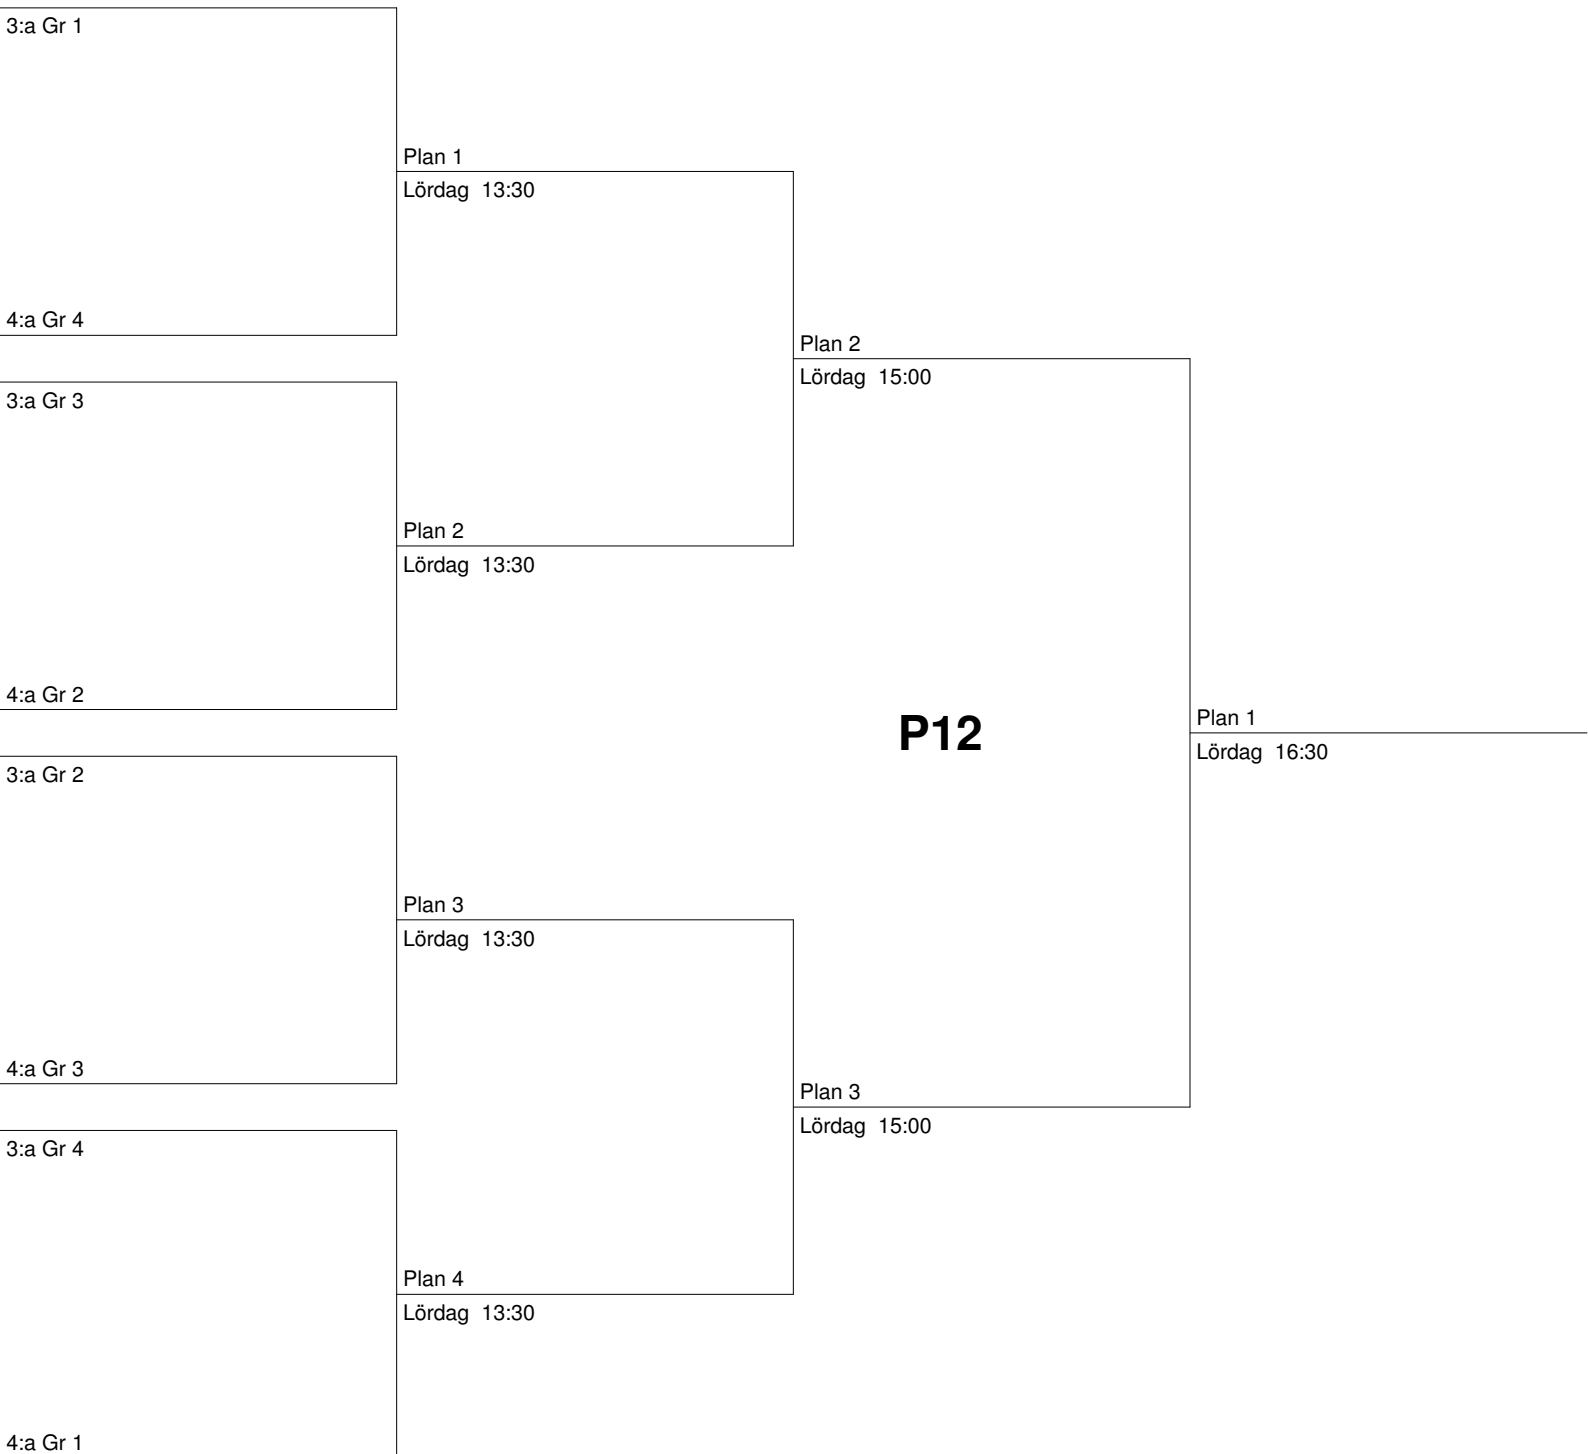 3:a Gr 1
Plan 1
Lördag 13:30
4:a Gr 4
Plan 2
Lördag 15:00
3:a Gr 3
Plan 2
Lördag 13:30
4:a Gr 2
P12
Plan 1
Lördag 16:30
3:a Gr 2
Plan 3
Lördag 13:30
4:a Gr 3
Plan 3
Lördag 15:00
3:a Gr 4
Plan 4
Lördag 13:30
4:a Gr 1